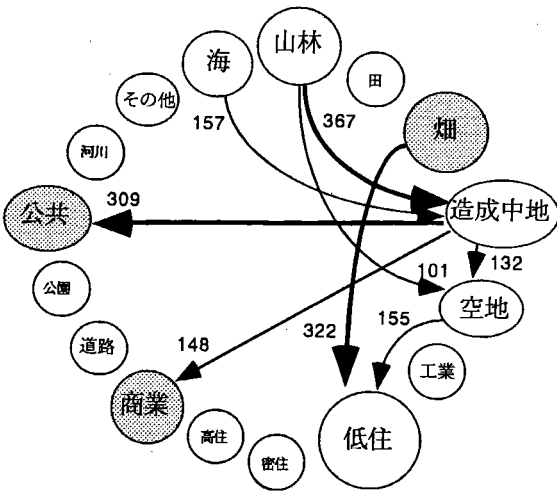 山林
海
田
その他
157
367
畑
河川
309
公共
造成中地
公園
101
132
空地
道路
148
322
155
商業
工業
高住
低住
密住